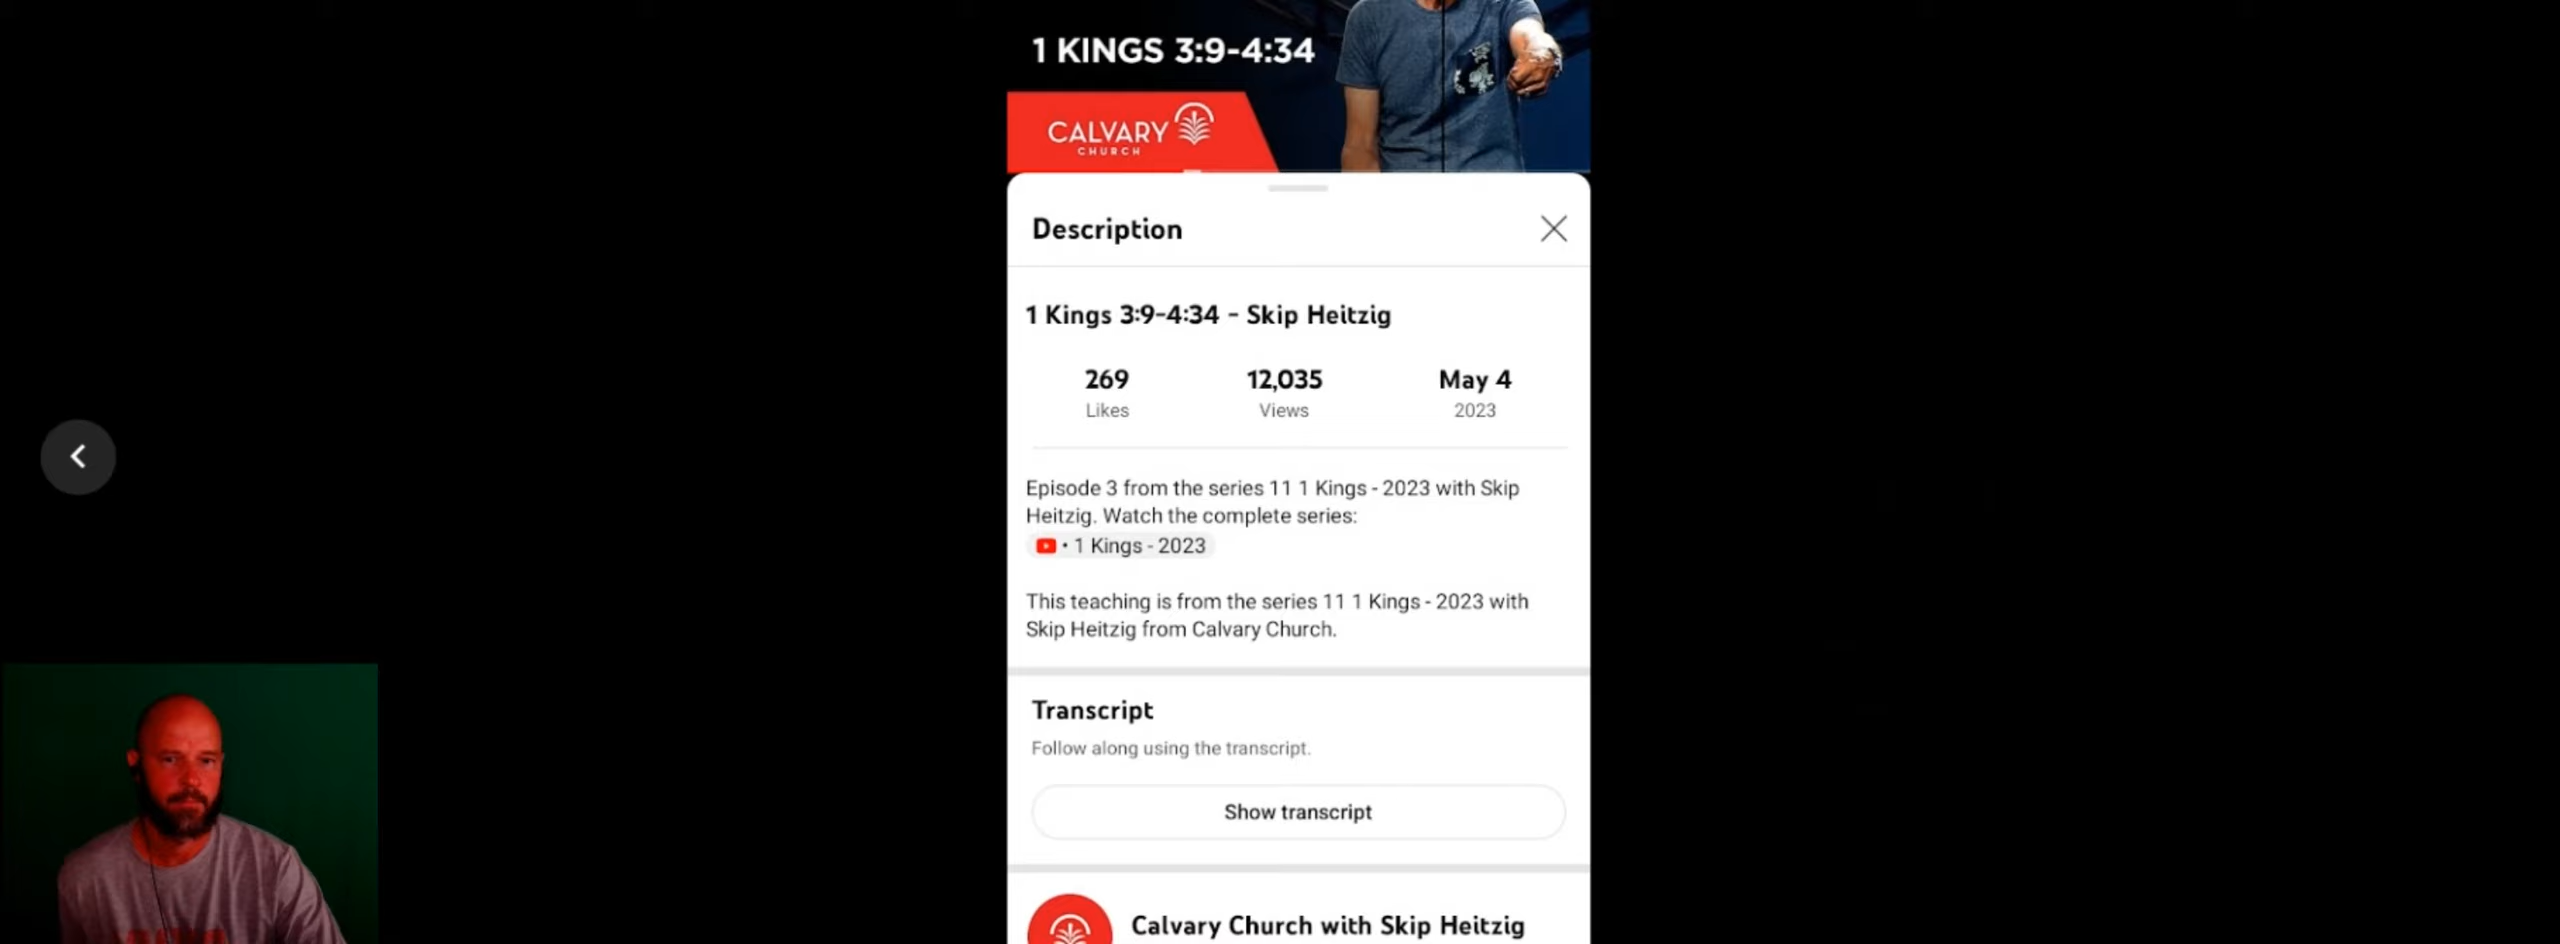 1 KINGS 3:9-4:34
CALVARY
CHURCH
Description
1 Kings 3:9-4:34 - Skip Heitzig
269
Likes
12,035
Views
May 4
2023
Episode 3 from the series 11 1 Kings - 2023 with Skip
Heitzig. Watch the complete series:
• 1 Kings - 2023
This teaching is from the series 11 1 Kings - 2023 with
Skip Heitzig from Calvary Church.
Transcript
Follow along using the transcript.
Show transcript
Calvary Church with Skip Heitzig